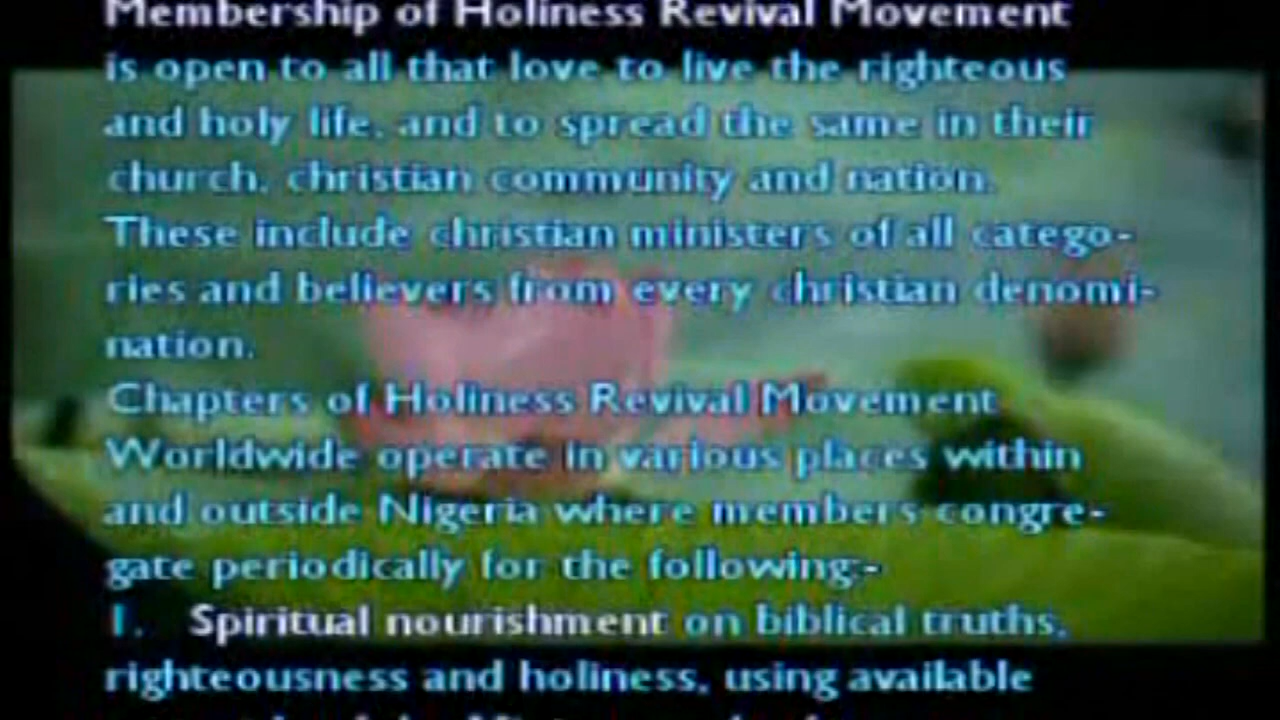 Membership of Holiness Revival Movement
is open to all that love to live the righteous
and holy life, and to spread the same in their
church, christian community and nation.
These include christian ministers of all catego-
ries and believers from every christian denomi-
nation.
Chapters of Holiness Revival Movement
Worldwide operate in various places within
and outside Nigeria where members congre-
gate periodically for the following:-
1. Spiritual nourishment on biblical truths,
righteousness and holiness, using available